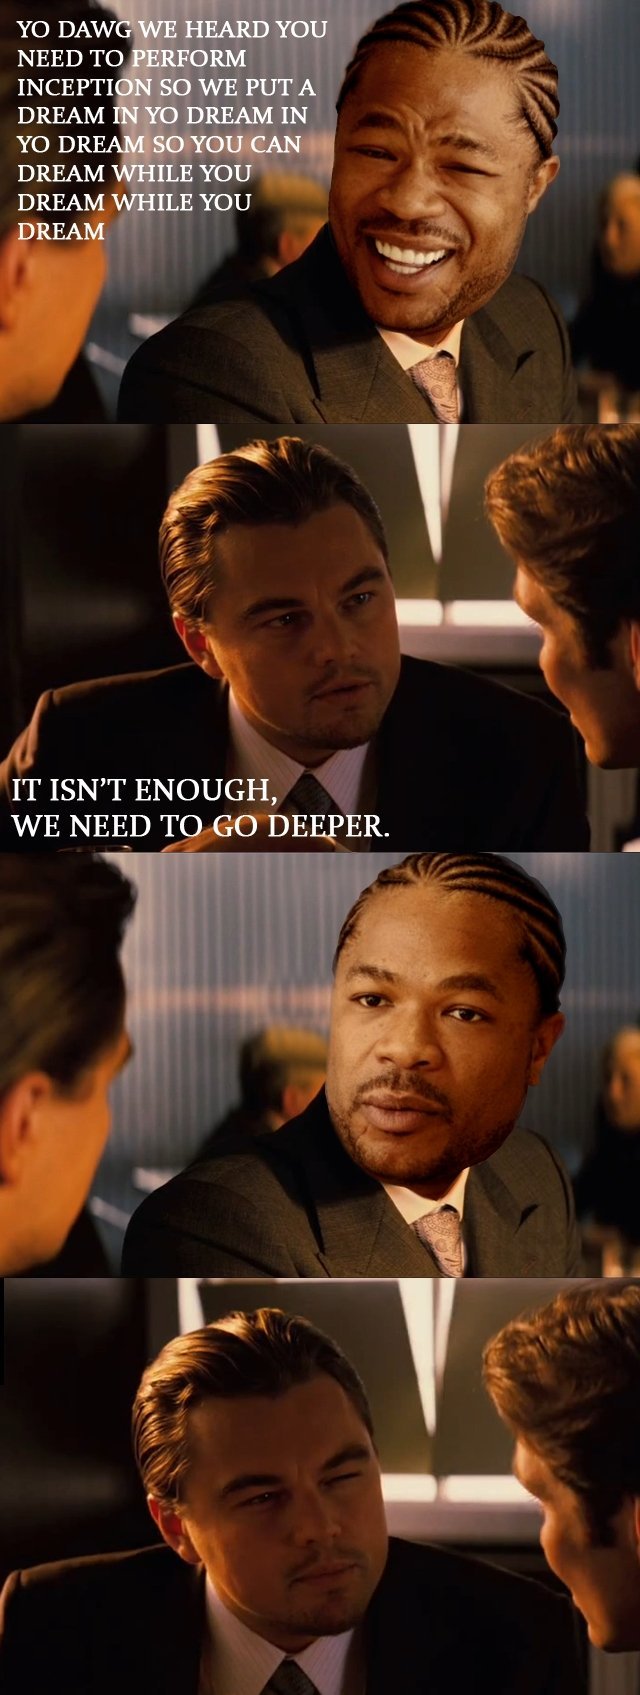 YO DAWG WE HEARD YOU
NEED TO PERFORM
INCEPTION SO WE PUT A
DREAM IN YO DREAM IN
YO DREAM SO YOU CAN
DREAM WHILE YOU
DREAM WHILE YOU
DREAM
IT ISN'T ENOUGH,
WE NEED TO GO DEEPER.